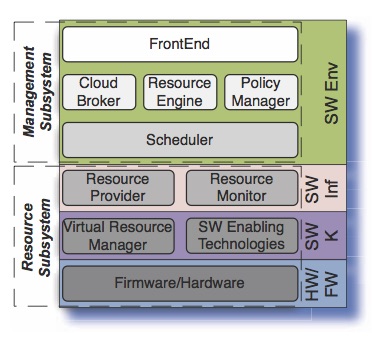 Management
Subsystem
FrontEnd
Cloud
Broker
Resource
Engine
Policy
Manager
Scheduler
SW Env
Resource
Subsystem
Resource
Provider
Resource
Monitor
SW
Inf
Virtual Resource
Manager
SW Enabling
Technologies
SW
K
Firmware/Hardware
HW/
FW